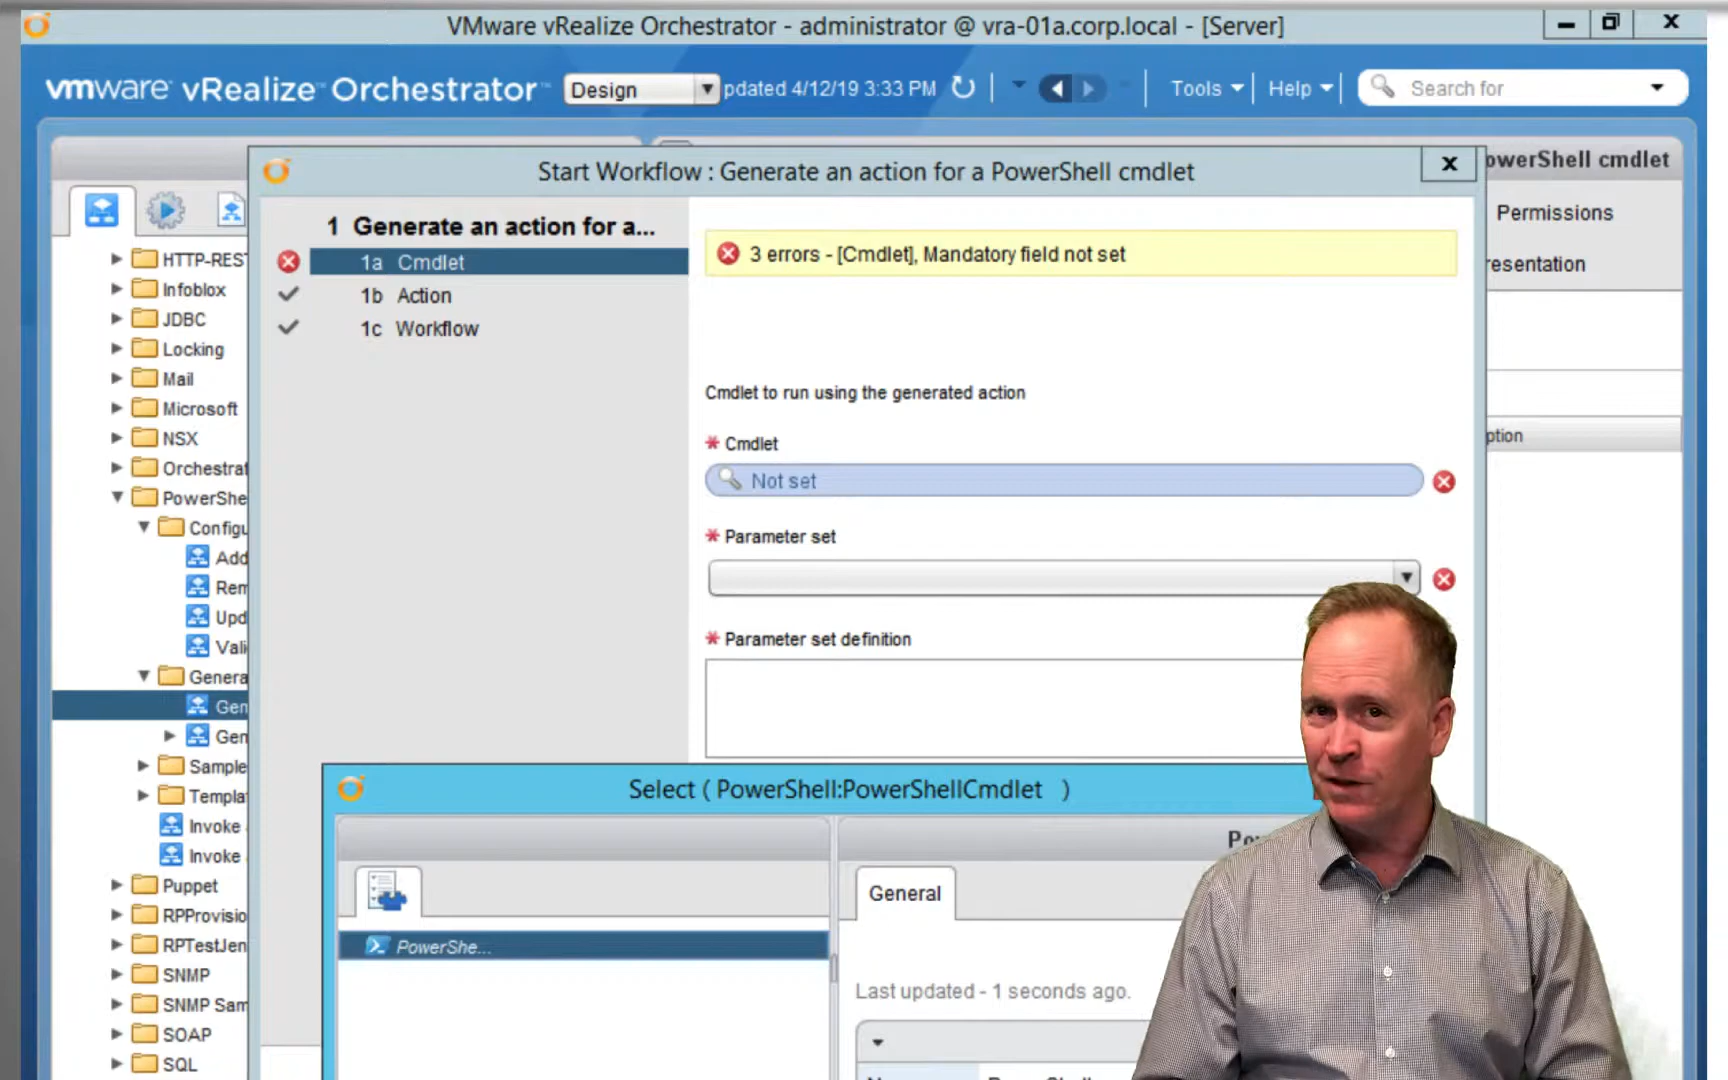 VMware vRealize Orchestrator - administrator @ vra-01a.corp.local - [Server]
vmware vRealize Orchestrator
Design
pdated 4/12/19 3:33 PM
Tools
Help
Search for
Start Workflow : Generate an action for a PowerShell cmdlet
owerShell cmdlet
Permissions
resentation
ption
1 Generate an action for a...
1a Cmdlet
1b Action
1c Workflow
3 errors - [Cmdlet], Mandatory field not set
Cmdlet to run using the generated action
* Cmdlet
Not set
* Parameter set
* Parameter set definition
HTTP-REST
Infoblox
JDBC
Locking
Mail
Microsoft
NSX
Orchestrat
PowerShe
Configu
Add
Rem
Upd
Vali
Genera
Gen
Gen
Sample
Templa
Invoke
Invoke
Puppet
RPProvisio
RPTestJen
SNMP
SNMP Sam
SOAP
SQL
Select ( PowerShell:PowerShellCmdlet )
General
PowerShe...
Last updated - 1 seconds ago.